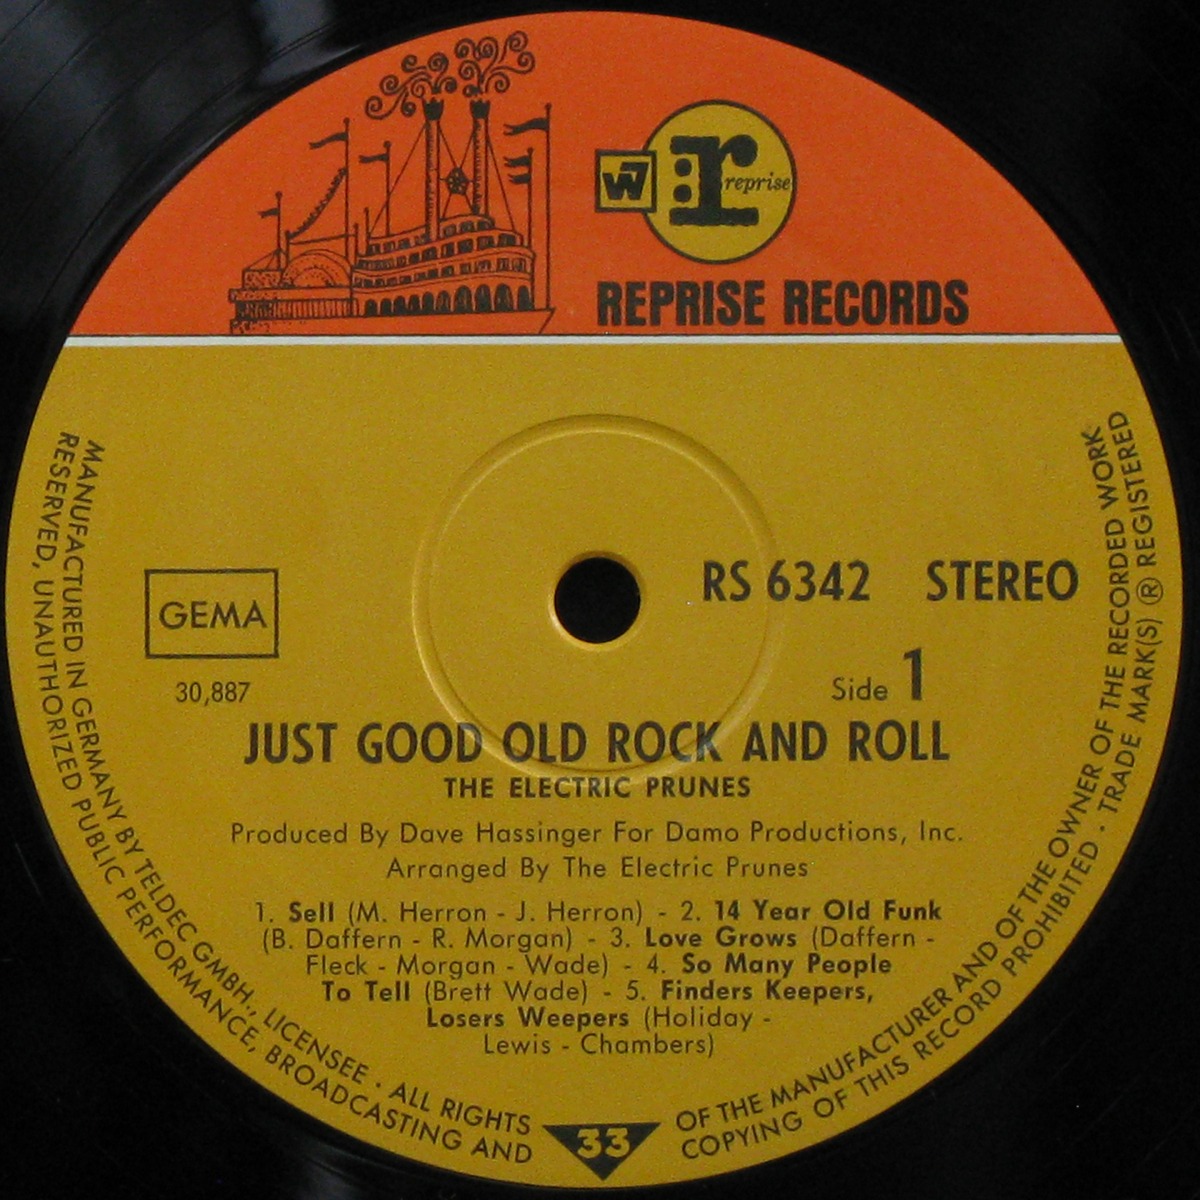 W7
r
reprise
REPRISE RECORDS
RS 6342 STEREO
GEMA
30,887
Side 1
JUST GOOD OLD ROCK AND ROLL
THE ELECTRIC PRUNES
Produced By Dave Hassinger For Damo Productions, Inc.
Arranged By The Electric Prunes
1. Sell (M. Herron - J. Herron) - 2. 14 Year Old Funk
(B. Daffern - R. Morgan) - 3. Love Grows (Daffern -
Fleck - Morgan - Wade) - 4. So Many People
To Tell (Brett Wade) - 5. Finders Keepers,
Losers Weepers (Holiday -
Lewis - Chambers)
MANUFACTURED IN GERMANY BY TELDEC GMBH., LICENSEE · ALL RIGHTS OF THE MANUFACTURER AND OF THE OWNER OF THE RECORDED WORK
RESERVED, UNAUTHORIZED PUBLIC PERFORMANCE, BROADCASTING AND COPYING OF THIS RECORD PROHIBITED · TRADE MARK(S) ® REGISTERED
33